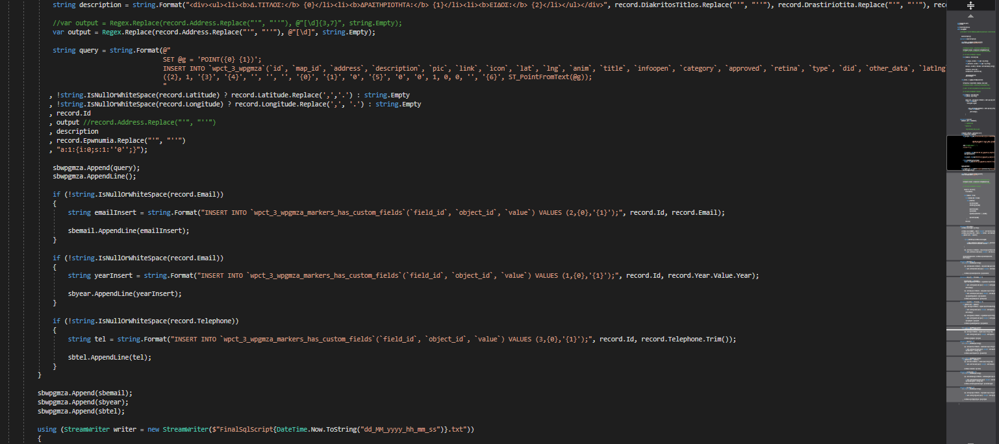 string description = string.Format("<div><ul><li><b>Δ.ΤΙΤΛΟΣ:</b> {0}</li><li><b>ΔΡΑΣΤΗΡΙΟΤΗΤΑ:</b> {1}</li><li><b>ΕΙΔΟΣ:</b> {2}</li></ul></div>", record.DiakritosTitlos.Replace("'", "''"), record.Drastiriotita.Replace("'", "''"), rec
//var output = Regex.Replace(record.Address.Replace("'", "''"), @"[\d]{3,7}", string.Empty);
var output = Regex.Replace(record.Address.Replace("'", "''"), @"[\d]", string.Empty);
string query = string.Format(@"
SET @g = 'POINT({0} {1})';
INSERT INTO `wpct_3_wpgmza`(`id`, `map_id`, `address`, `description`, `pic`, `link`, `icon`, `lat`, `lng`, `anim`, `title`, `infoopen`, `category`, `approved`, `retina`, `type`, `did`, `other_data`, `latlng
({2}, 1, '{3}', '{4}', '', '', '', '{0}', '{1}', '0', '{5}', '0', '0', 1, 0, 0, '', '{6}', ST_PointFromText(@g));
"
, !string.IsNullOrWhiteSpace(record.Latitude) ? record.Latitude.Replace(',','.') : string.Empty
, !string.IsNullOrWhiteSpace(record.Longitude) ? record.Longitude.Replace(',', '.') : string.Empty
, record.Id
, output //record.Address.Replace("'", "''")
, description
, record.Epwnumia.Replace("'", "''")
, "a:1:{i:0;s:1:''0'';}");
sbwpgmza.Append(query);
sbwpgmza.AppendLine();
if (!string.IsNullOrWhiteSpace(record.Email))
{
string emailInsert = string.Format("INSERT INTO `wpct_3_wpgmza_markers_has_custom_fields`(`field_id`, `object_id`, `value`) VALUES (2,{0},'{1}');", record.Id, record.Email);
sbemail.AppendLine(emailInsert);
}
if (!string.IsNullOrWhiteSpace(record.Email))
{
string yearInsert = string.Format("INSERT INTO `wpct_3_wpgmza_markers_has_custom_fields`(`field_id`, `object_id`, `value`) VALUES (1,{0},'{1}');", record.Id, record.Year.Value.Year);
sbyear.AppendLine(yearInsert);
}
if (!string.IsNullOrWhiteSpace(record.Telephone))
{
string tel = string.Format("INSERT INTO `wpct_3_wpgmza_markers_has_custom_fields`(`field_id`, `object_id`, `value`) VALUES (3,{0},'{1}');", record.Id, record.Telephone.Trim());
sbtel.AppendLine(tel);
}
}
sbwpgmza.Append(sbemail);
sbwpgmza.Append(sbyear);
sbwpgmza.Append(sbtel);
using (StreamWriter writer = new StreamWriter($"FinalSqlScript{DateTime.Now.ToString("dd_MM_yyyy_hh_mm_ss")}.txt"))
{